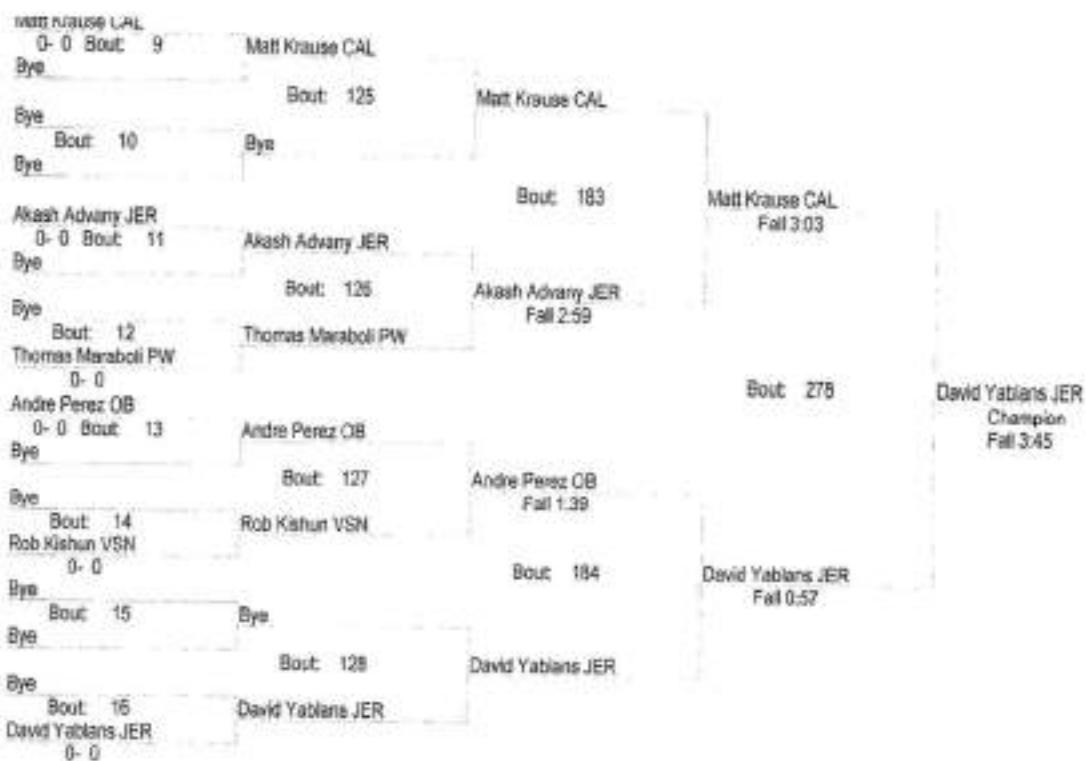 Matt Krause CAL
0- 0 Bout: 9
Bye
Bye
Bout: 10
Bye
Akash Advany JER
0- 0 Bout: 11
Bye
Bye
Bout: 12
Thomas Maraboli PW
0- 0
Andre Perez OB
0- 0 Bout: 13
Bye
Bye
Bout: 14
Rob Kishun VSN
0- 0
Bye
Bout: 15
Bye
Bye
Bout: 16
David Yablans JER
0- 0
Matt Krause CAL
Bout: 125
Bye
Akash Advany JER
Bout: 126
Thomas Maraboli PW
Andre Perez OB
Bout: 127
Rob Kishun VSN
Bye
Bout: 128
David Yablans JER
Matt Krause CAL
Bout: 183
Akash Advany JER
Fall 2:59
Andre Perez OB
Fall 1:39
Bout: 184
David Yablans JER
Matt Krause CAL
Fall 3:03
Bout: 278
David Yablans JER
Fall 0:57
David Yablans JER
Champion
Fall 3:45